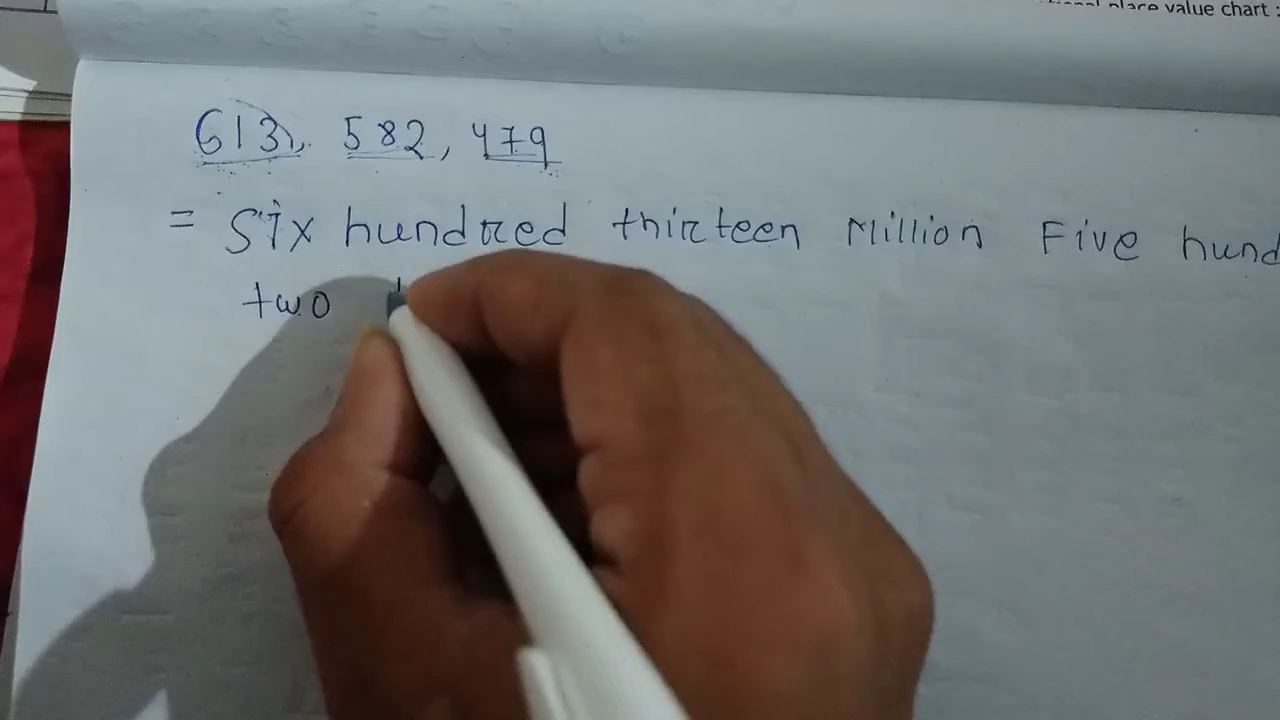 place value chart :
613, 582, 479
= Six hundred thirteen Million Five hund
two